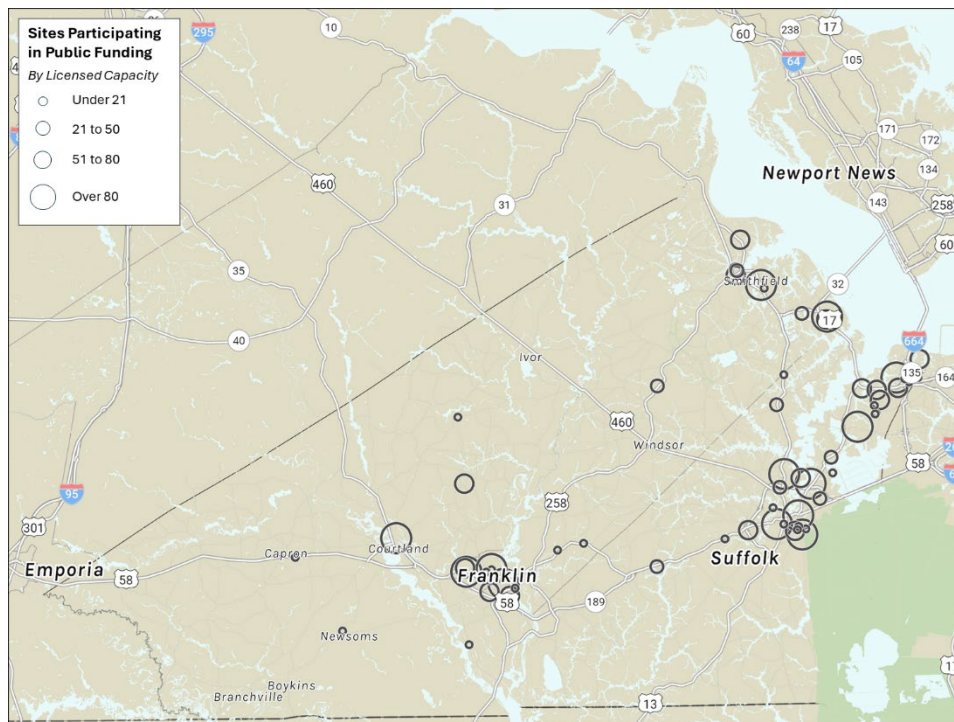 Sites Participating
in Public Funding
By Licensed Capacity
Under 21
21 to 50
51 to 80
Over 80
295
10
60
17
238
64
105
171
172
134
Newport News
143
258
60
460
31
35
32
Smithfield
17
40
664
135
164
Ivor
460
Windsor
58
95
258
301
Emporia
58
Capron
Courtland
Franklin
58
Suffolk
189
Newsoms
Boykins
Branchville
13